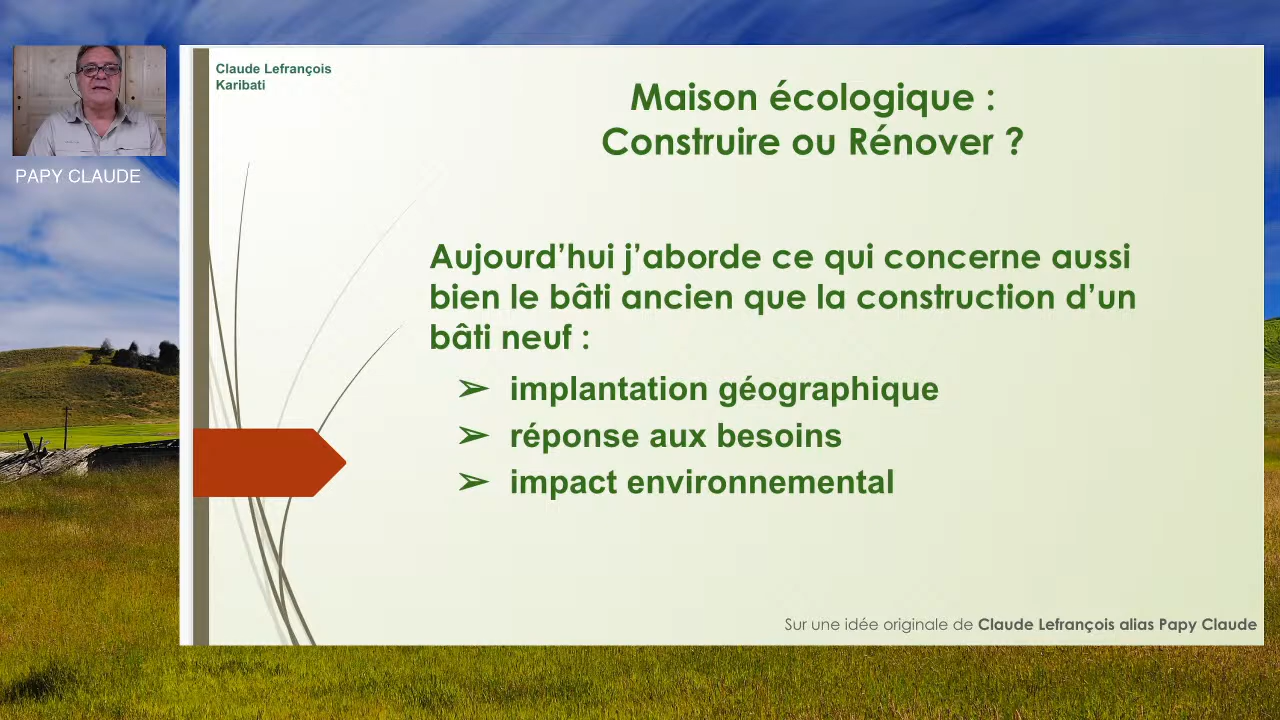 Claude Lefrançois
Karibati
Maison écologique :
Construire ou Rénover ?
PAPY CLAUDE
Aujourd’hui j’aborde ce qui concerne aussi
bien le bâti ancien que la construction d’un
bâti neuf :
➢ implantation géographique
➢ réponse aux besoins
➢ impact environnemental
Sur une idée originale de Claude Lefrançois alias Papy Claude